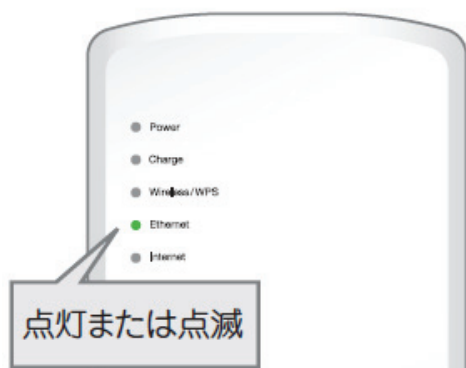 Power
Charge
Wireless/WPS
Ethernet
Internet
点灯または点滅